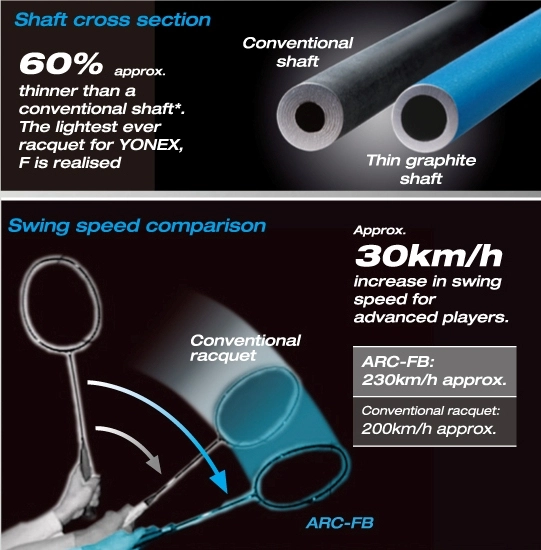 Shaft cross section
60% approx.
thinner than a
conventional shaft*.
The lightest ever
racquet for YONEX,
F is realised
Conventional
shaft
Thin graphite
shaft
Swing speed comparison
Approx.
30km/h
increase in swing
speed for
advanced players.
Conventional
racquet
ARC-FB:
230km/h approx.
Conventional racquet:
200km/h approx.
ARC-FB